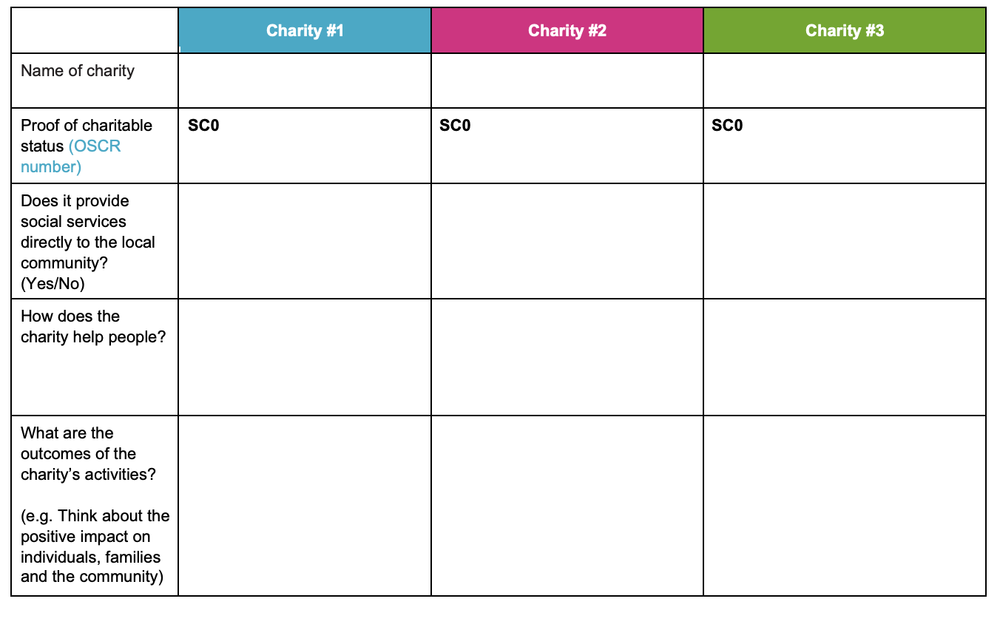 Charity #1
Charity #2
Charity #3
Name of charity
Proof of charitable
status (OSCR
number)
SC0
SC0
SC0
Does it provide
social services
directly to the local
community?
(Yes/No)
How does the
charity help people?
What are the
outcomes of the
charity’s activities?
(e.g. Think about the
positive impact on
individuals, families
and the community)